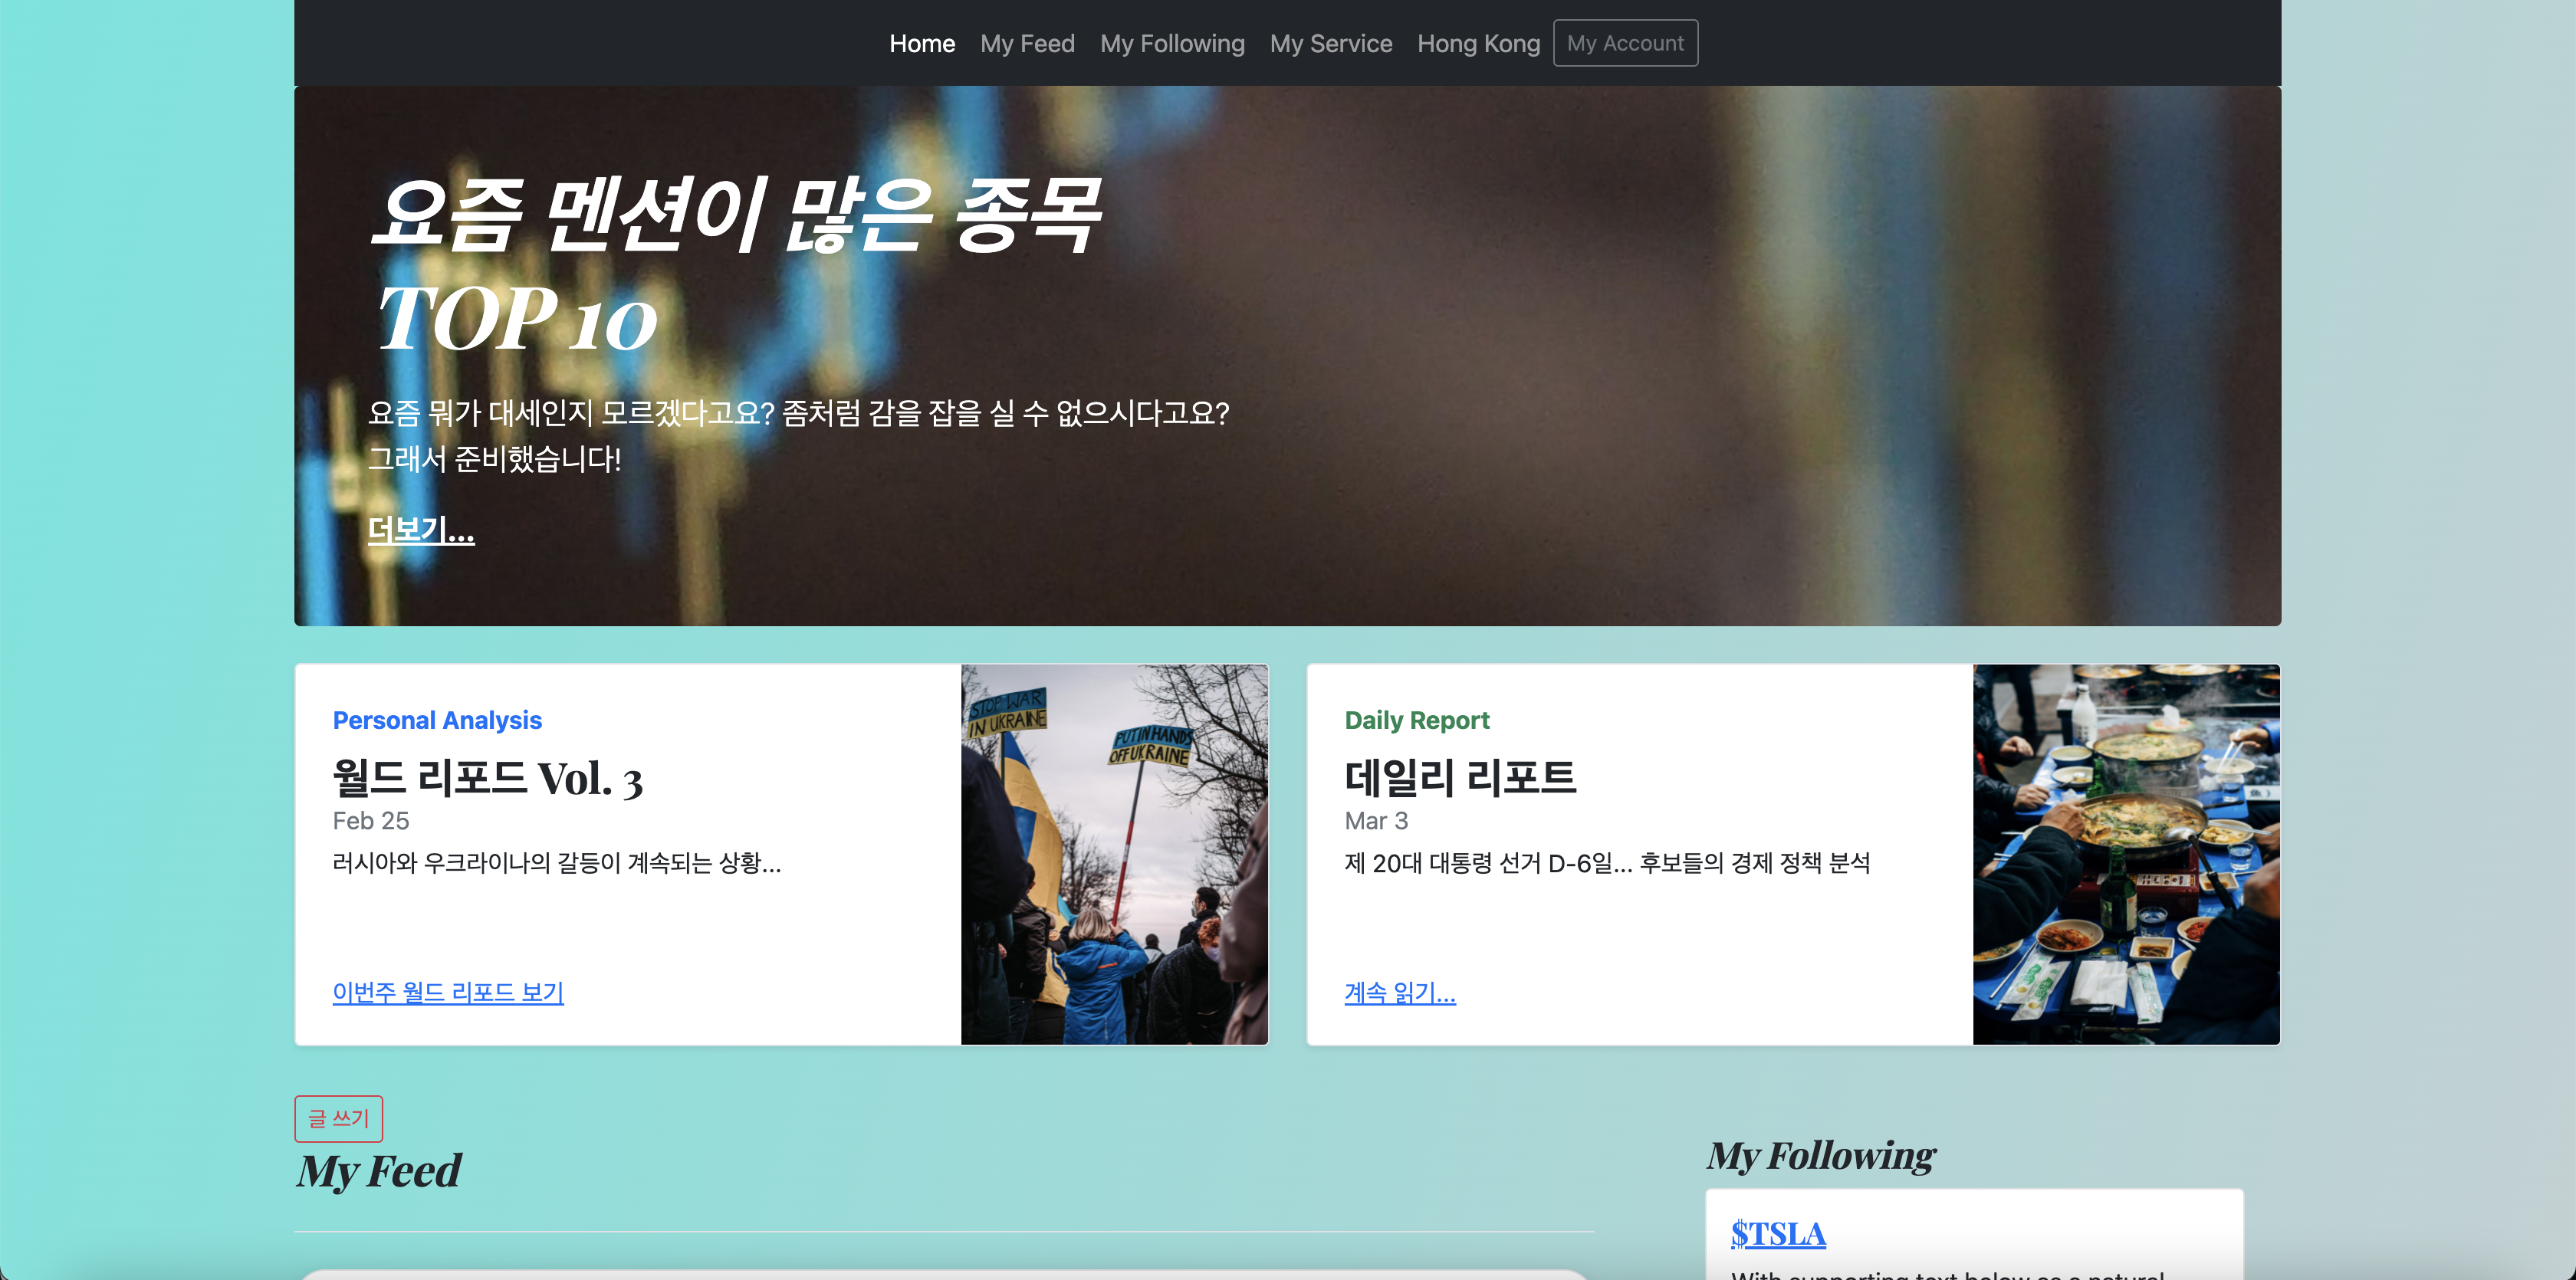 Home My Feed My Following My Service Hong Kong My Account
요즘 멘션이 많은 종목
TOP 10
요즘 뭐가 대세인지 모르겠다고요? 좀처럼 감을 잡을 실 수 없으시다고요?
그래서 준비했습니다!
더보기...
Personal Analysis
월드 리포드 Vol. 3
Feb 25
러시아와 우크라이나의 갈등이 계속되는 상황...
이번주 월드 리포드 보기
STOP WAR
IN UKRAINE
PUTIN HANDS
OFF UKRAINE
Daily Report
데일리 리포트
Mar 3
제 20대 대통령 선거 D-6일... 후보들의 경제 정책 분석
계속 읽기...
글 쓰기
My Feed
My Following
$TSLA
With supporting text below as a natural